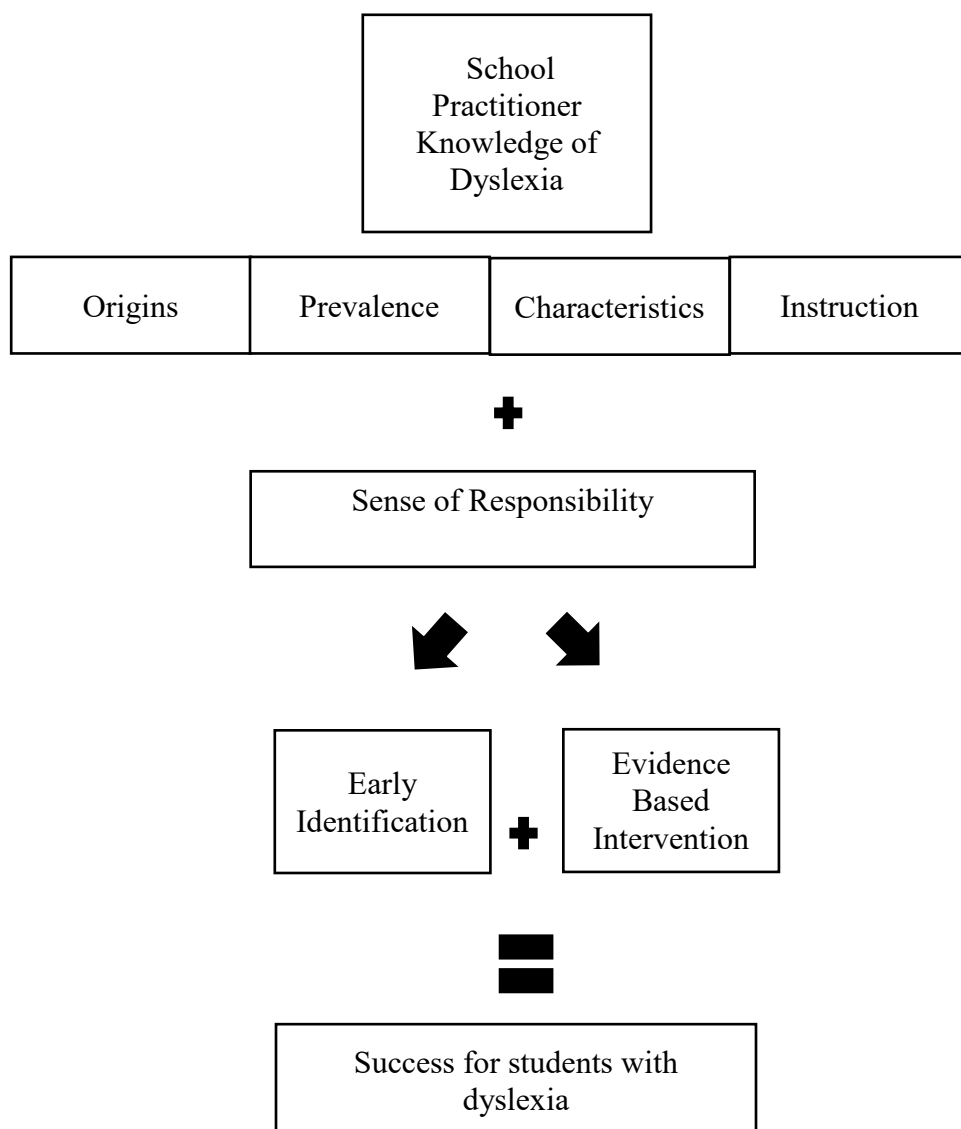 School
Practitioner
Knowledge of
Dyslexia
Origins
Prevalence
Characteristics
Instruction
+
Sense of Responsibility
Early
Identification
+
Evidence
Based
Intervention
=
Success for students with
dyslexia